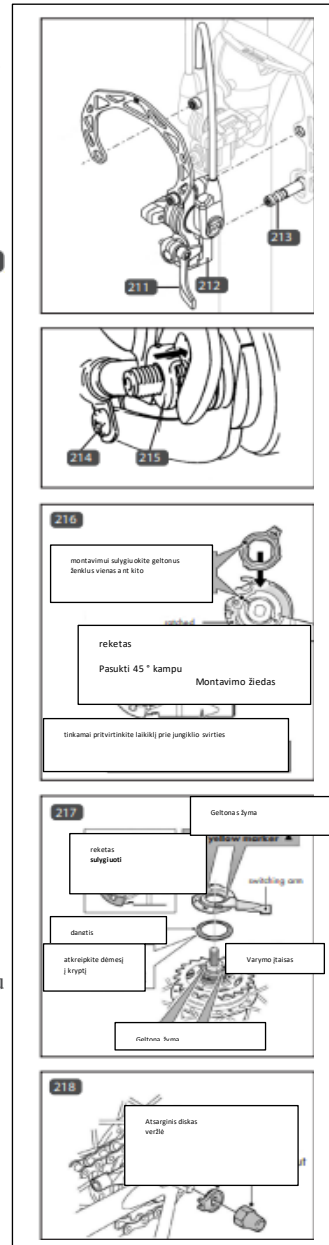 211
212
213
214
215
216
montavimui sulygiuokite geltonus
ženklus vienas ant kito
reketas
Pasukti 45 ° kampu
Montavimo žiedas
tinkamai pritvirtinkite laikiklį prie jungiklio svirties
217
Geltonas žyma
yellow marker
reketas
sulygiuoti
switching arm
danetis
atkreipkite dėmesį
į kryptį
Varymo įtaisas
Geltona žyma
218
Atsarginis diskas
veržlė